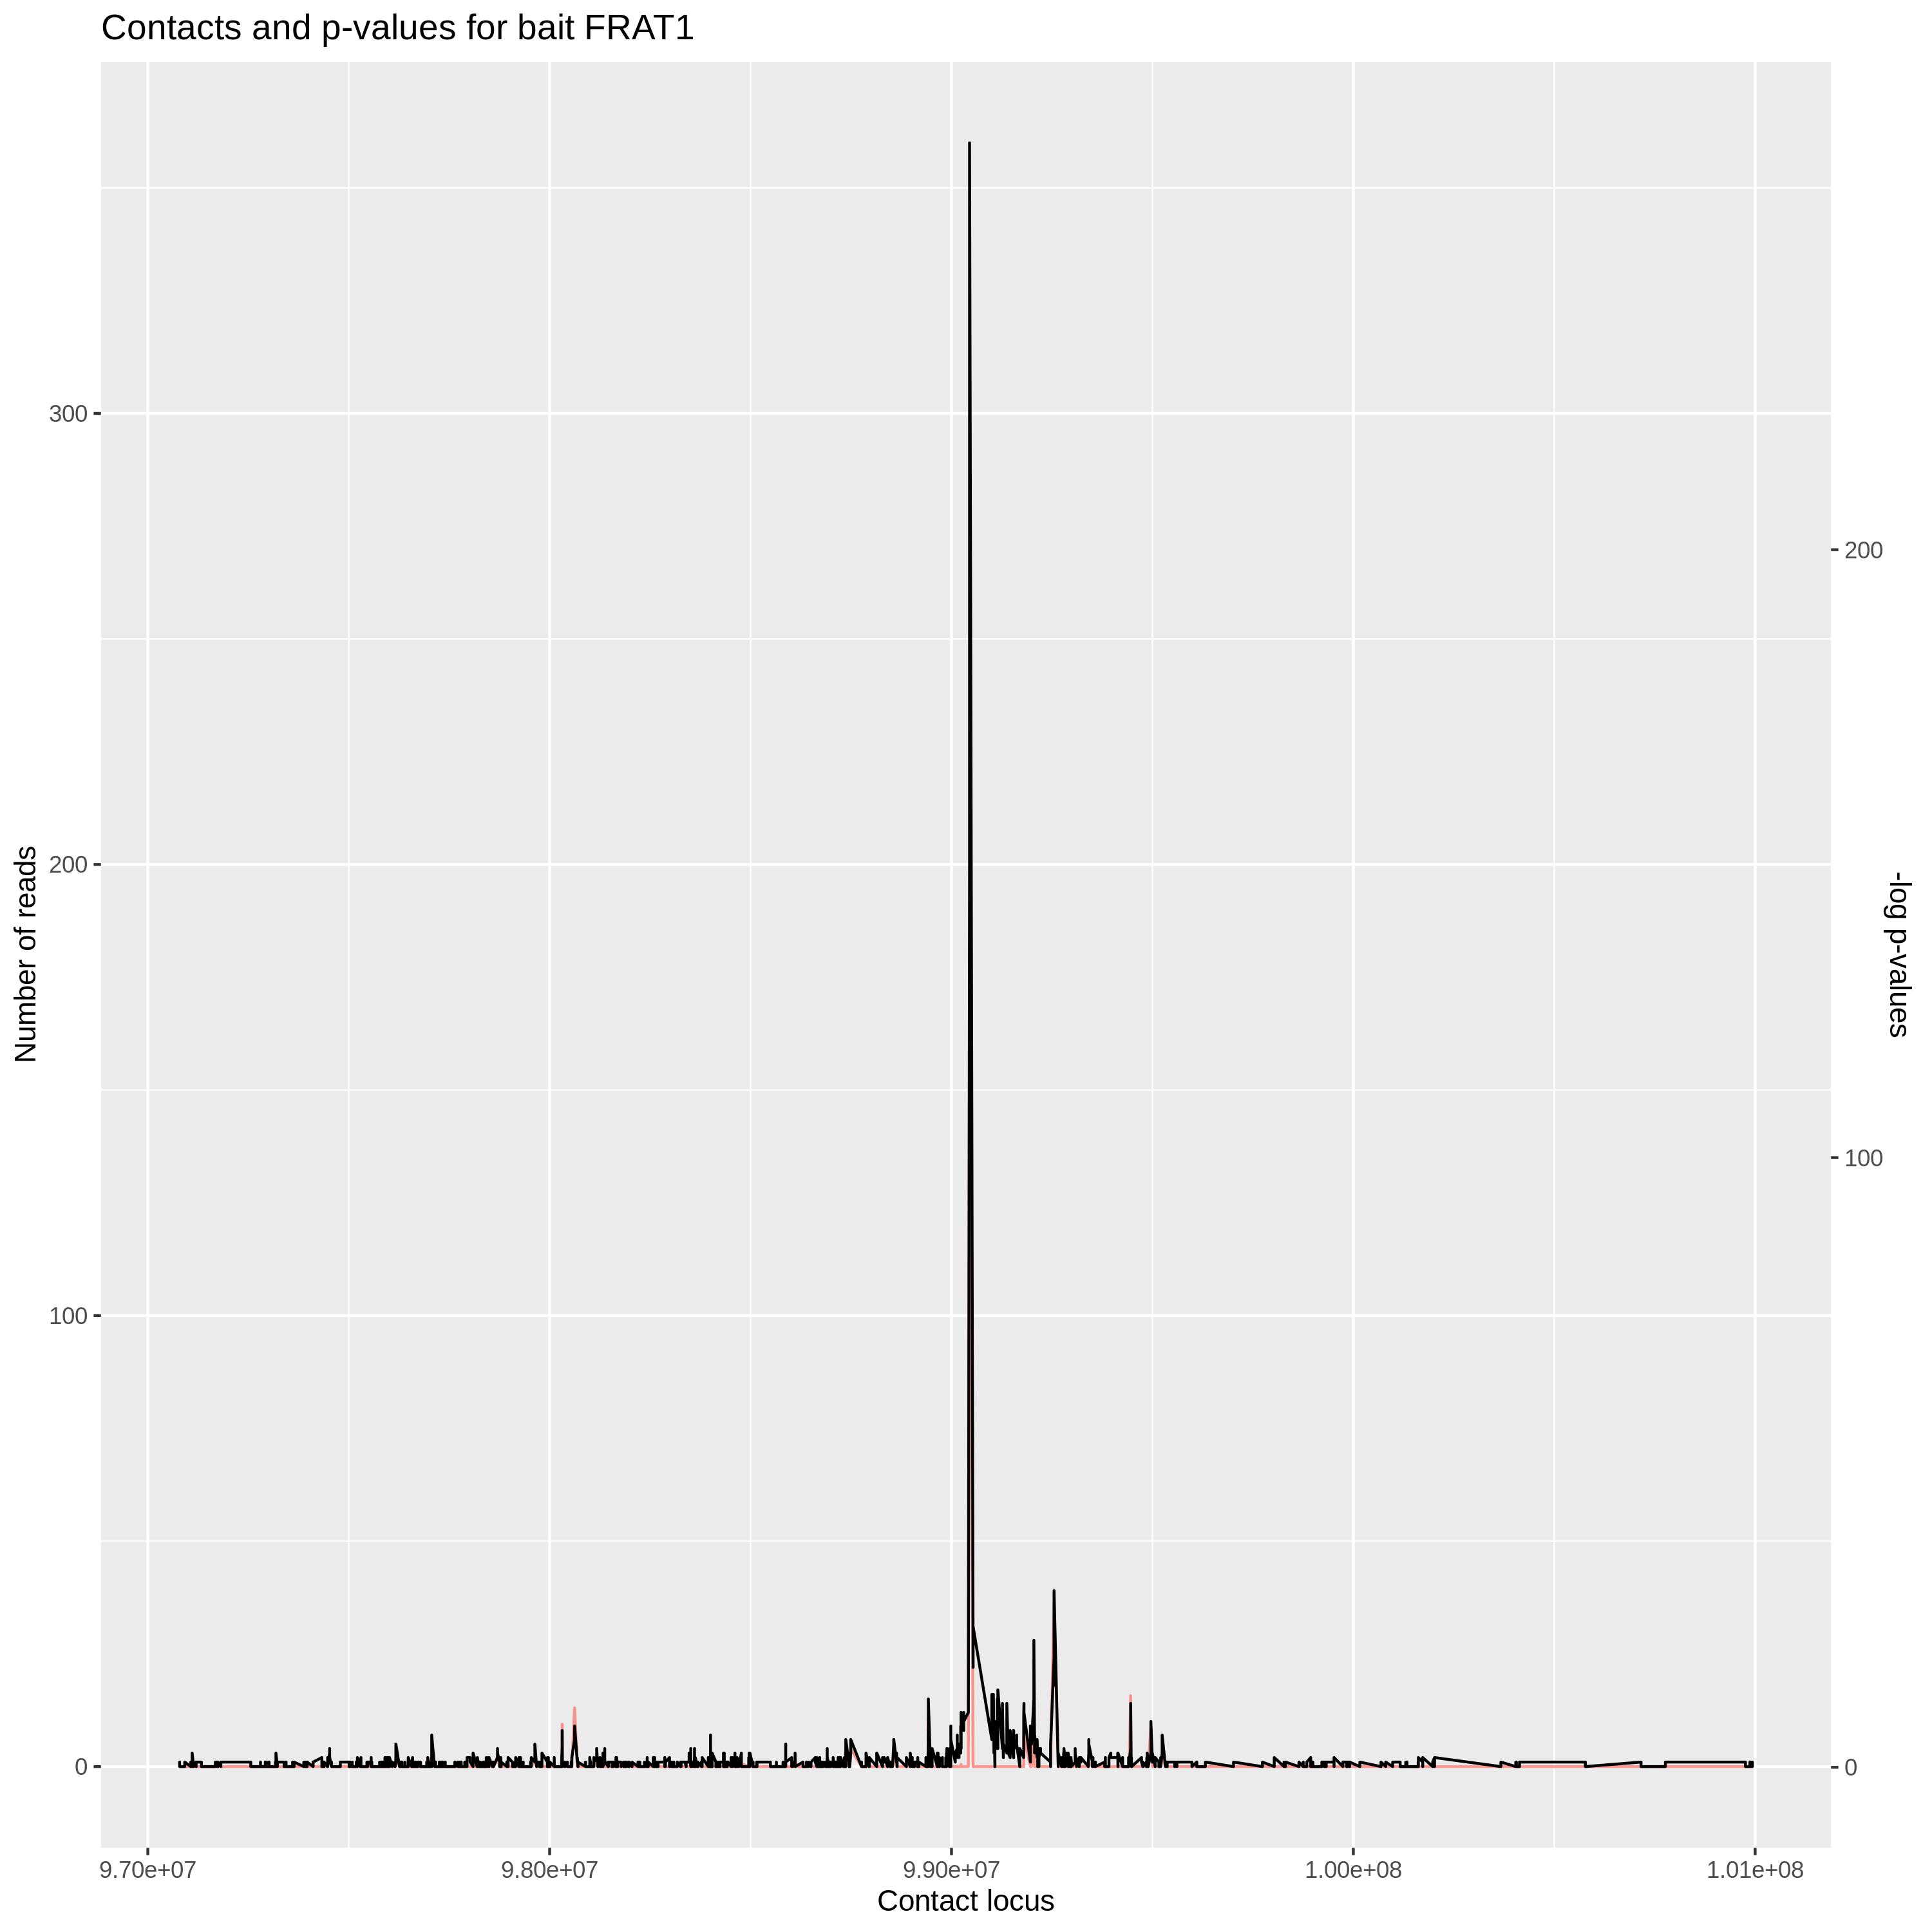 Contacts and p-values for bait FRAT1
Number of reads
300
200
100
0
-log p-values
200
100
0
9.70e+07
9.80e+07
9.90e+07
1.00e+08
1.01e+08
Contact locus